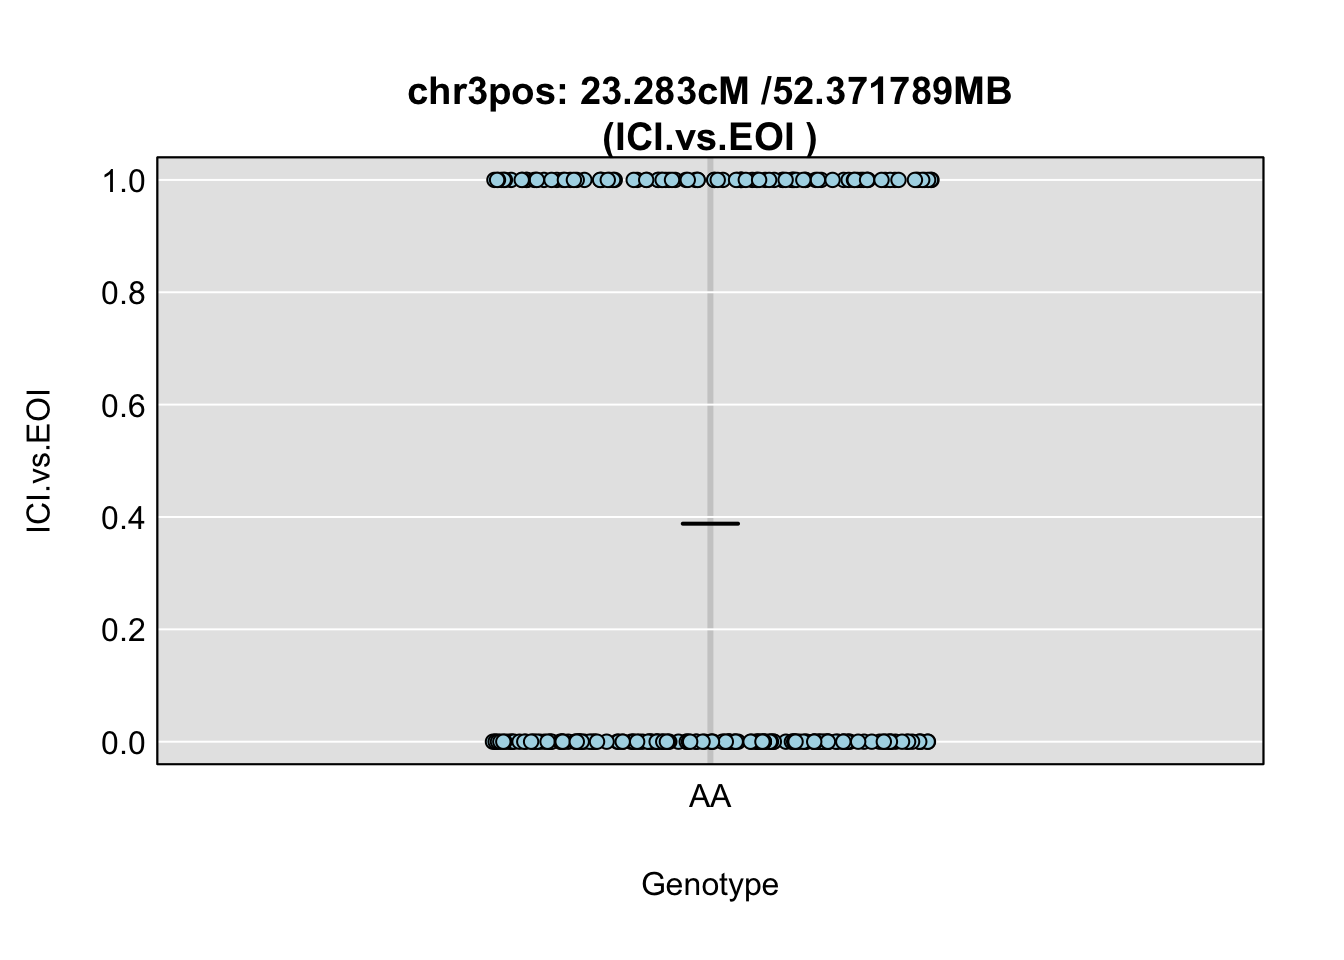 chr3pos: 23.283cM /52.371789MB
(ICI.vs.EOI )
ICI.vs.EOI
1.0
0.8
0.6
0.4
0.2
0.0
AA
Genotype